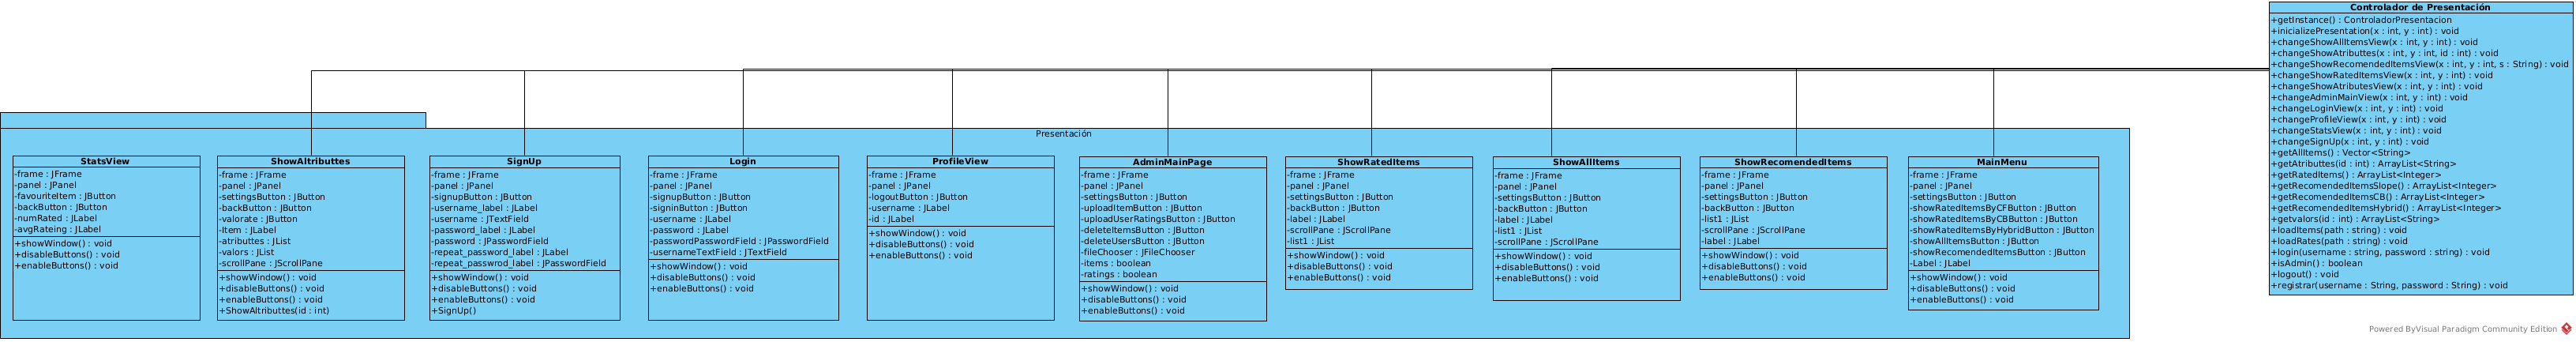 Controlador de Presentación
+getInstance() : ControladorPresentacion
+inicializePresentation(x : int, y : int) : void
+changeShowAllItemsView(x : int, y : int) : void
+changeShowAtributtes(x : int, y int, id : int) : void
+changeShowRecomendedItemsView(x : int, y : int, s : String) : void
+changeShowRatedItemsView(x : int, y : int) : void
+changeShowAtributesView(x : int, y : int) : void
+changeAdminMainView(x : int, y : int) : void
+changeLoginView(x : int, y : int) : void
+changeProfileView(x : int, y : int) : void
+changeStatsView(x : int, y : int) : void
+changeSignUp(x : int, y : int) : void
+getAllItems() : Vector<String>
+getAtributes(id : int) : ArrayList<String>
+getRatedItems() : ArrayList<Integer>
+getRecomendedItemsSlope() : ArrayList<Integer>
+getRecomendedItemsCB() : ArrayList<Integer>
+getRecomendedItemsHybrid() : ArrayList<Integer>
+getvalors(id : int) : ArrayList<String>
+loadItems(path : string) : void
+loadRates(path : string) : void
+login(username : string, password : string) : void
+isAdmin() : boolean
+logout() : void
+registrar(username : String, password : String) : void
Presentación
StatsView
-frame : JFrame
-panel : JPanel
-favouriteItem : JButton
-backButton : JButton
-numRated : JLabel
-avgRateing : JLabel
+showWindow() : void
+disableButtons() : void
+enableButtons() : void
ShowAltributtes
-frame : JFrame
-panel : JPanel
-settingsButton : JButton
-backButton : JButton
-valorate : JButton
-Item : JLabel
-atributtes : JList
-valors : JList
-scrollPane : JScrollPane
+showWindow() : void
+disableButtons() : void
+enableButtons() : void
+ShowAltributtes(id : int)
SignUp
-frame : JFrame
-panel : JPanel
-signupButton : JButton
-username_label : JLabel
-username : JTextField
-password_label : JLabel
-password : JPasswordField
-repeat_password_label : JLabel
-repeat_passwrod_label : JPasswordField
+showWindow() : void
+disableButtons() : void
+enableButtons() : void
+SignUp()
Login
-frame : JFrame
-panel : JPanel
-signupButton : JButton
-signinButton : JButton
-username : JLabel
-password : JLabel
-passwordPasswordField : JPasswordField
-usernameTextField : JTextField
+showWindow() : void
+disableButtons() : void
+enableButtons() : void
ProfileView
-frame : JFrame
-panel : JPanel
-logoutButton : JButton
-username : JLabel
-id : JLabel
+showWindow() : void
+disableButtons() : void
+enableButtons() : void
AdminMainPage
-frame : JFrame
-panel : JPanel
-settingsButton : JButton
-uploadItemButton : JButton
-uploadUserRatingsButton : JButton
-deleteItemsButton : JButton
-deleteUsersButton : JButton
-fileChooser : JFileChooser
-items : boolean
-ratings : boolean
+showWindow() : void
+disableButtons() : void
+enableButtons() : void
ShowRatedItems
-frame : JFrame
-panel : JPanel
-settingsButton : JButton
-backButton : JButton
-label : JLabel
-scrollPane : JScrollPane
-list1 : JList
+showWindow() : void
+disableButtons() : void
+enableButtons() : void
ShowAllItems
-frame : JFrame
-panel : JPanel
-settingsButton : JButton
-backButton : JButton
-label : JLabel
-list1 : JList
-scrollPane : JScrollPane
+showWindow() : void
+disableButtons() : void
+enableButtons() : void
ShowRecomendedItems
-frame : JFrame
-panel : JPanel
-settingsButton : JButton
-backButton : JButton
-list1 : JList
-scrollPane : JScrollPane
-label : JLabel
+showWindow() : void
+disableButtons() : void
+enableButtons() : void
MainMenu
-frame : JFrame
-panel : JPanel
-settingsButton : JButton
-showRatedItemsByCFButton : JButton
-showRatedItemsByCBButton : JButton
-showRatedItemsByHybridButton : JButton
-showAllItemsButton : JButton
-showRecomendedItemsButton : JButton
-Label : JLabel
+showWindow() : void
+disableButtons() : void
+enableButtons() : void
Powered ByVisual Paradigm Community Edition